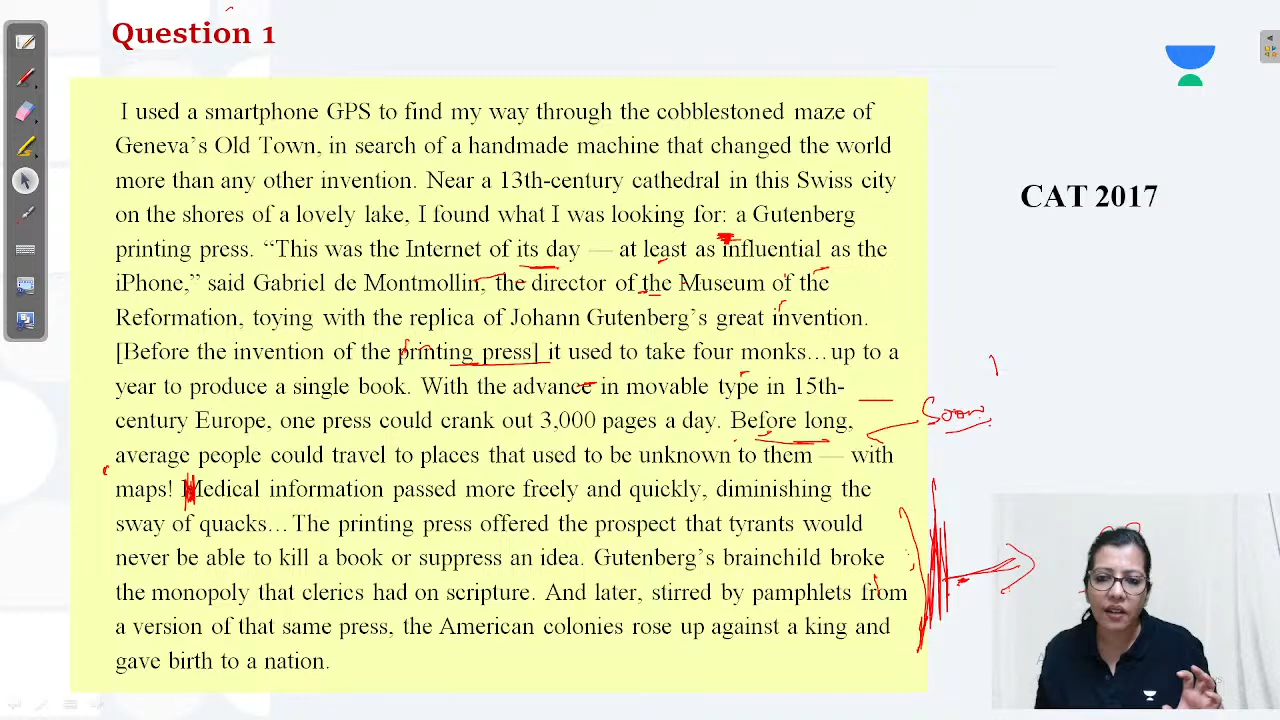 Question 1
I used a smartphone GPS to find my way through the cobblestoned maze of
Geneva’s Old Town, in search of a handmade machine that changed the world
more than any other invention. Near a 13th-century cathedral in this Swiss city
on the shores of a lovely lake, I found what I was looking for: a Gutenberg
printing press. “This was the Internet of its day — at least as influential as the
iPhone,” said Gabriel de Montmollin, the director of the Museum of the
Reformation, toying with the replica of Johann Gutenberg’s great invention.
[Before the invention of the printing press] it used to take four monks…up to a
year to produce a single book. With the advance in movable type in 15th-
century Europe, one press could crank out 3,000 pages a day. Before long,
average people could travel to places that used to be unknown to them — with
maps! Medical information passed more freely and quickly, diminishing the
sway of quacks… The printing press offered the prospect that tyrants would
never be able to kill a book or suppress an idea. Gutenberg’s brainchild broke
the monopoly that clerics had on scripture. And later, stirred by pamphlets from
a version of that same press, the American colonies rose up against a king and
gave birth to a nation.
CAT 2017
Soon